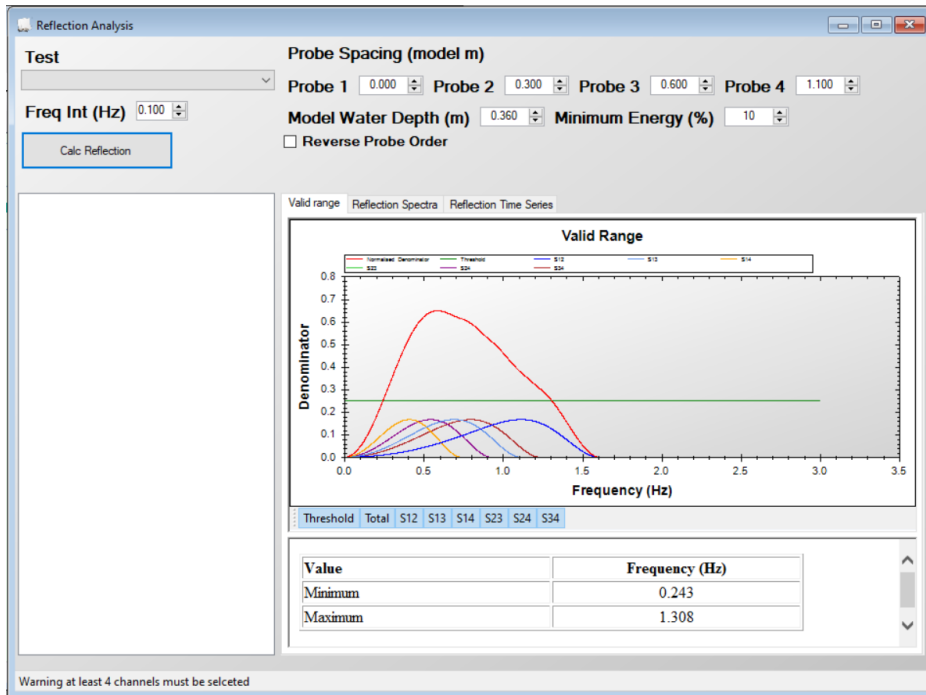 Reflection Analysis
Test
Freq Int (Hz) 0.100
Calc Reflection
Probe Spacing (model m)
Probe 1 0.000 Probe 2 0.300 Probe 3 0.600 Probe 4 1.100
Model Water Depth (m) 0.360 Minimum Energy (%) 10
Reverse Probe Order
Valid range Reflection Spectra Reflection Time Series
Valid Range
Normalised Denominator Threshold S12 S13 S14
S23 S24 S34
Denominator
0.8
0.7
0.6
0.5
0.4
0.3
0.2
0.1
0.0
0.0 0.5 1.0 1.5 2.0 2.5 3.0 3.5
Frequency (Hz)
Threshold Total S12 S13 S14 S23 S24 S34
Value Frequency (Hz)
Minimum 0.243
Maximum 1.308
Warning at least 4 channels must be selceted